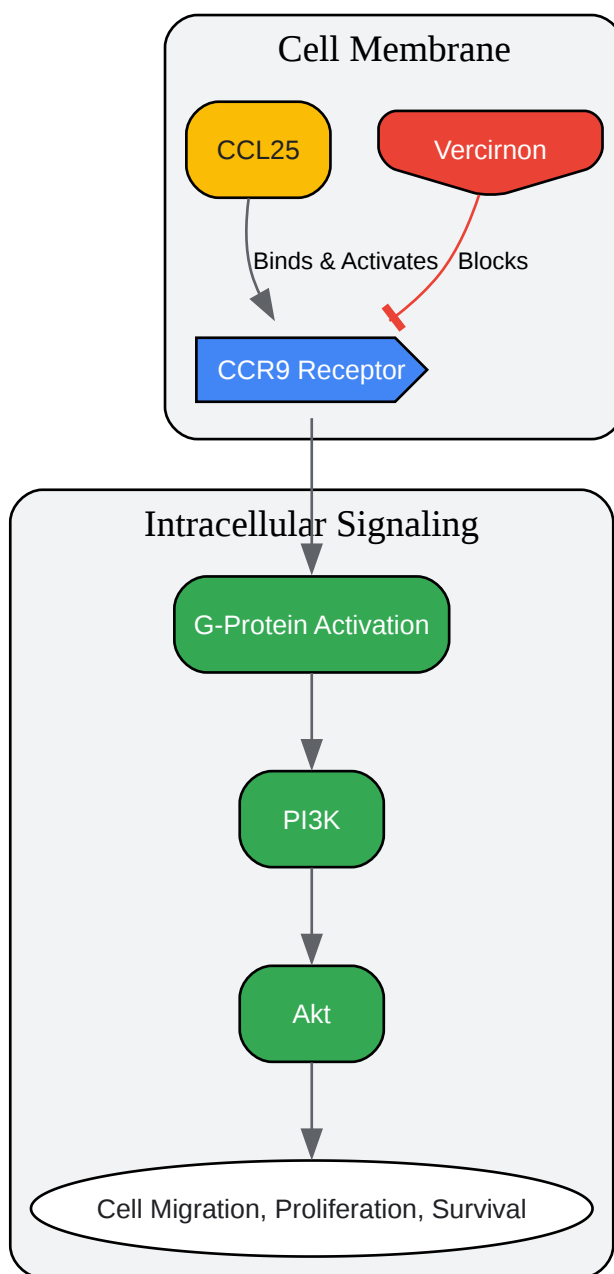 Cell Membrane
CCL25
Vercirnon
Binds & Activates
Blocks
CCR9 Receptor
Intracellular Signaling
G-Protein Activation
PI3K
Akt
Cell Migration, Proliferation, Survival